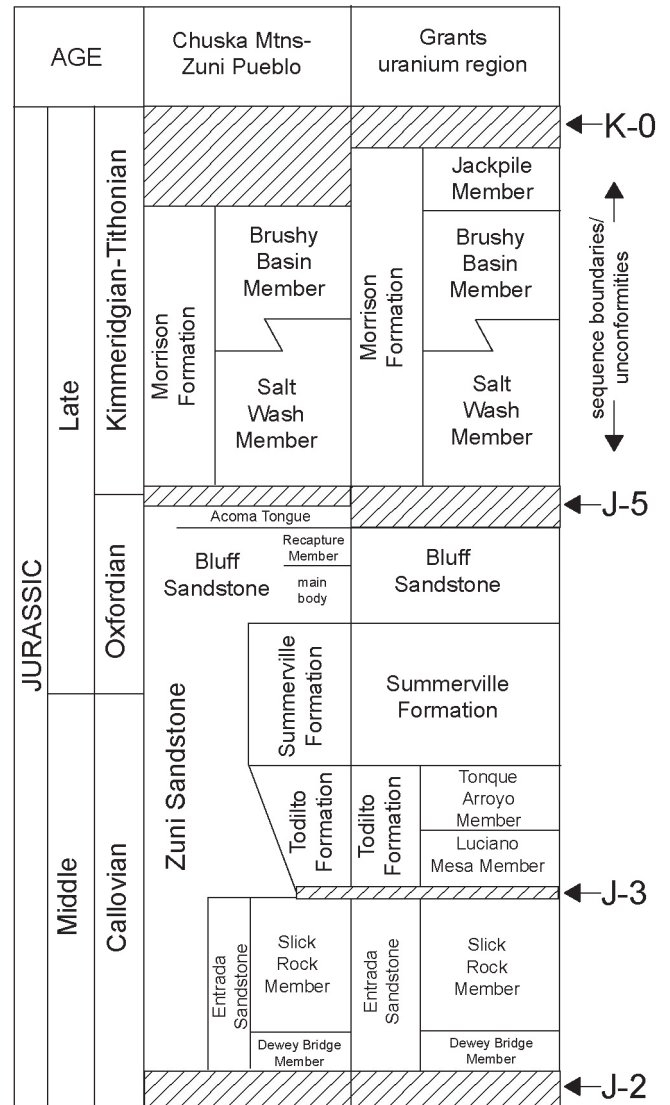 AGE
Chuska Mtns-
Zuni Pueblo
Grants
uranium region
JURASSIC
Late
Middle
Kimmeridgian-Tithonian
Oxfordian
Callovian
K-0
Jackpile
Member
Morrison
Formation
Brushy
Basin
Member
Salt
Wash
Member
Morrison
Formation
Brushy
Basin
Member
Salt
Wash
Member
sequence boundaries/
unconformities
J-5
Acoma Tongue
Bluff
Sandstone
Recapture
Member
main
body
Bluff
Sandstone
Zuni Sandstone
Summerville
Formation
Summerville
Formation
Todilto
Formation
Todilto
Formation
Tonque
Arroyo
Member
Luciano
Mesa Member
J-3
Entrada
Sandstone
Slick
Rock
Member
Dewey Bridge
Member
Entrada
Sandstone
Slick
Rock
Member
Dewey Bridge
Member
J-2